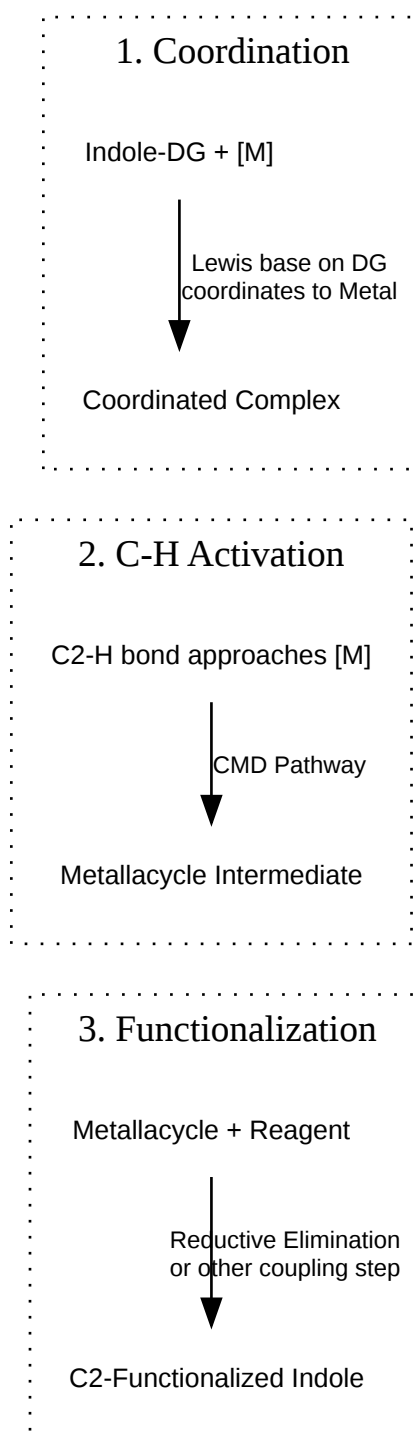 1. Coordination
Indole-DG + [M]
Lewis base on DG
coordinates to Metal
Coordinated Complex
2. C-H Activation
C2-H bond approaches [M]
CMD Pathway
Metallacycle Intermediate
3. Functionalization
Metallacycle + Reagent
Reductive Elimination
or other coupling step
C2-Functionalized Indole